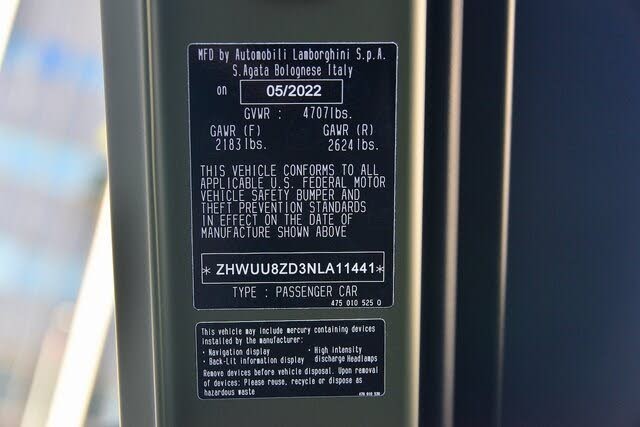 MFD by Automobili Lamborghini S.p.A.
S.Agata Bolognese Italy
on 05/2022
GVWR : 4707lbs.
GAWR (F) GAWR (R)
2183lbs. 2624lbs.
THIS VEHICLE CONFORMS TO ALL
APPLICABLE U.S. FEDERAL MOTOR
VEHICLE SAFETY BUMPER AND
THEFT PREVENTION STANDARDS
IN EFFECT ON THE DATE OF
MANUFACTURE SHOWN ABOVE
* ZHWUU8ZD3NLA11441*
TYPE : PASSENGER CAR
475 010 525 Q
This vehicle may include mercury containing devices
installed by the manufacturer:
· Navigation display · High intensity
· Back-Lit information display discharge Headlamps
Remove devices before vehicle disposal. Upon removal
of devices: Please reuse, recycle or dispose as
hazardous waste